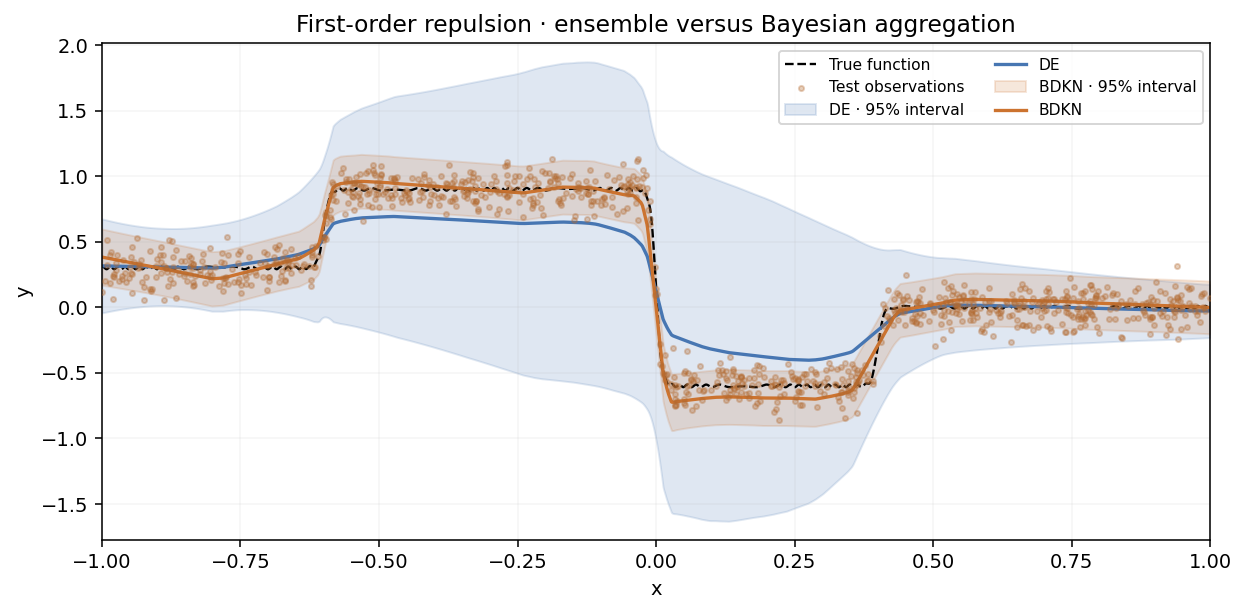 First-order repulsion · ensemble versus Bayesian aggregation
True function
Test observations
DE · 95% interval
DE
BDKN · 95% interval
BDKN
y
2.0
1.5
1.0
0.5
0.0
−0.5
−1.0
−1.5
−1.00 −0.75 −0.50 −0.25 0.00 0.25 0.50 0.75 1.00
x